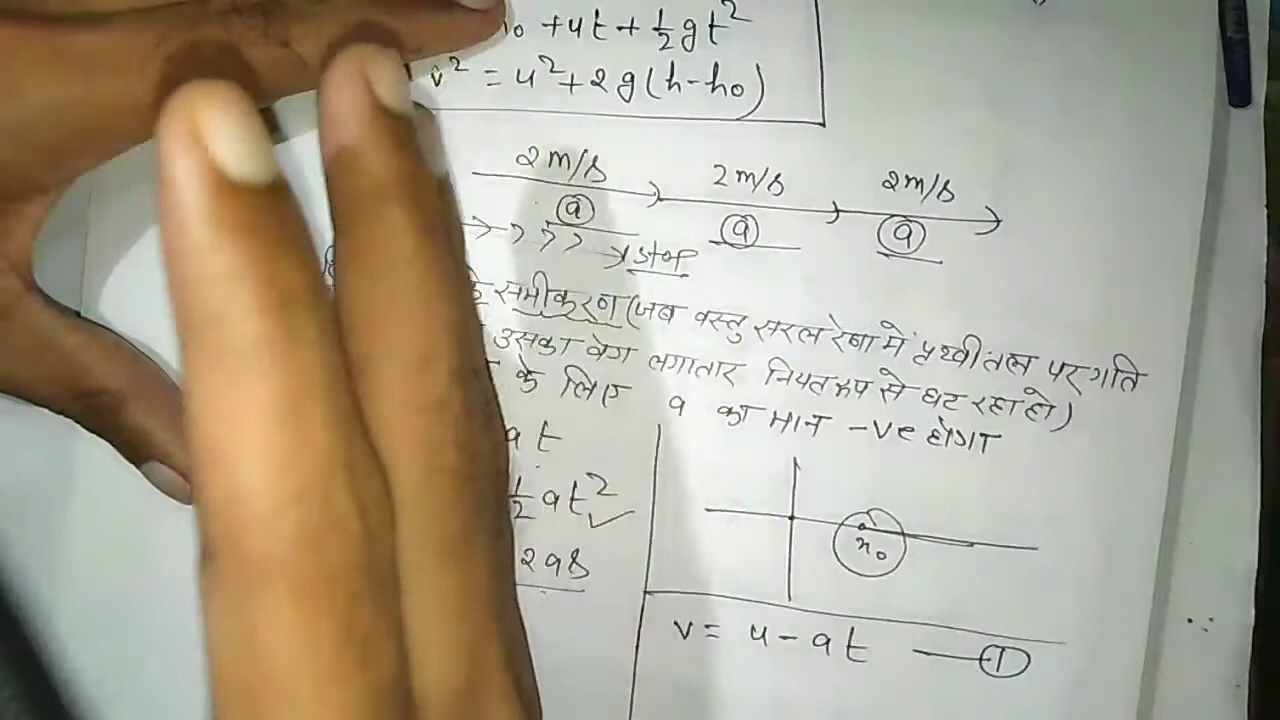 +ut+½gt²
v² = u²+2g(h-h₀)
2m/s 2m/s 2m/s
a a a
→ stop
समीकरण (जब वस्तु सरल रेखा में पृथ्वी तल पर गति
उसका वेग लगातार नियत रूप से घट रहा हो)
के लिए a का मान -ve होगा
at
½at²
2as
x₀
v = u - at —①